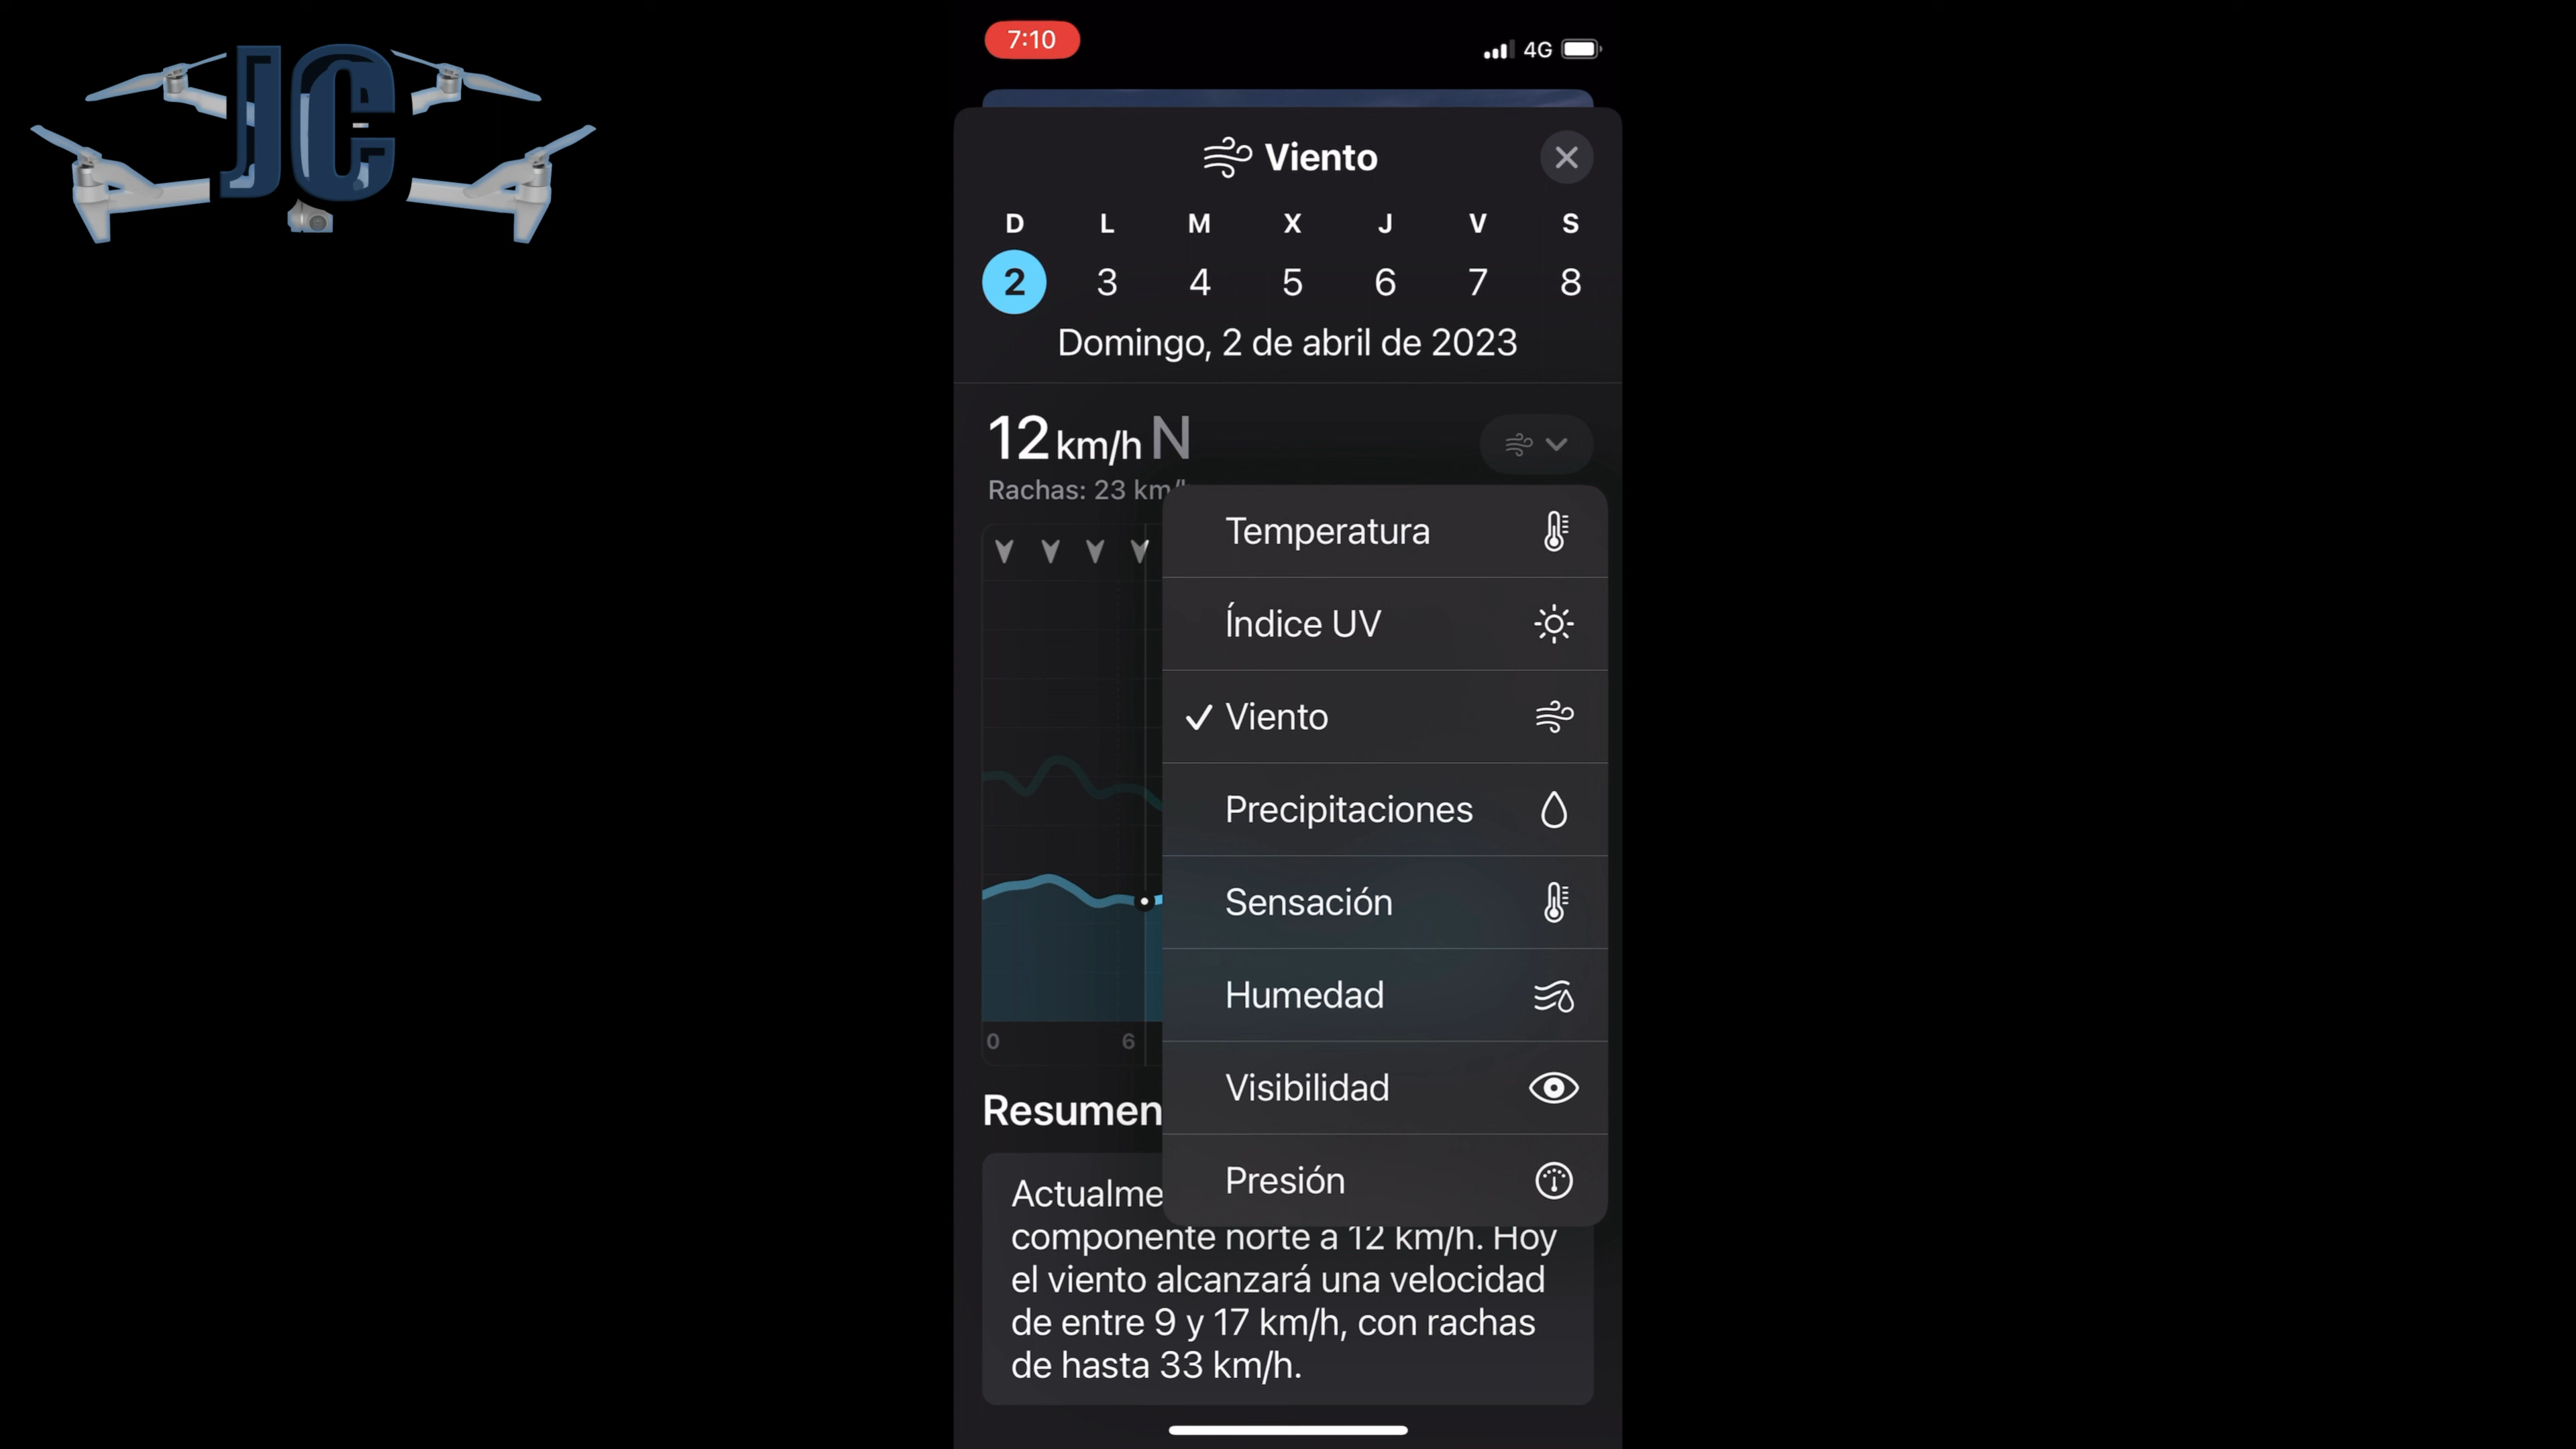 JC
7:10
4G
Viento
D L M X J V S
2 3 4 5 6 7 8
Domingo, 2 de abril de 2023
12 km/h N
Rachas: 23 km/
Temperatura
Índice UV
Viento
Precipitaciones
Sensación
Humedad
Visibilidad
Presión
0 6
Resumen
Actualme
componente norte a 12 km/h. Hoy
el viento alcanzará una velocidad
de entre 9 y 17 km/h, con rachas
de hasta 33 km/h.